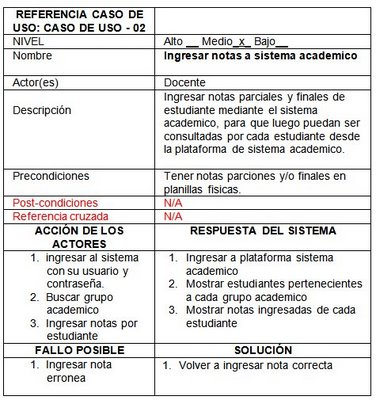 REFERENCIA CASO DE
USO: CASO DE USO - 02
NIVEL
Alto __ Medio_x_ Bajo__
Nombre
Ingresar notas a sistema academico
Actor(es)
Docente
Descripción
Ingresar notas parciales y finales de
estudiante mediante el sistema
academico, para que luego puedan ser
consultadas por cada estudiante desde
la plataforma de sistema academico.
Precondiciones
Tener notas parciones y/o finales en
planillas fisicas.
Post-condiciones
N/A
Referencia cruzada
N/A
ACCIÓN DE LOS
ACTORES
RESPUESTA DEL SISTEMA
1. ingresar al sistema
con su usuario y
contraseña.
2. Buscar grupo
academico
3. Ingresar notas por
estudiante
1. Ingresar a plataforma sistema
academico
2. Mostrar estudiantes pertenecientes
a cada grupo academico
3. Mostrar notas ingresadas de cada
estudiante
FALLO POSIBLE
SOLUCIÓN
1. Ingresar nota
erronea
1. Volver a ingresar nota correcta